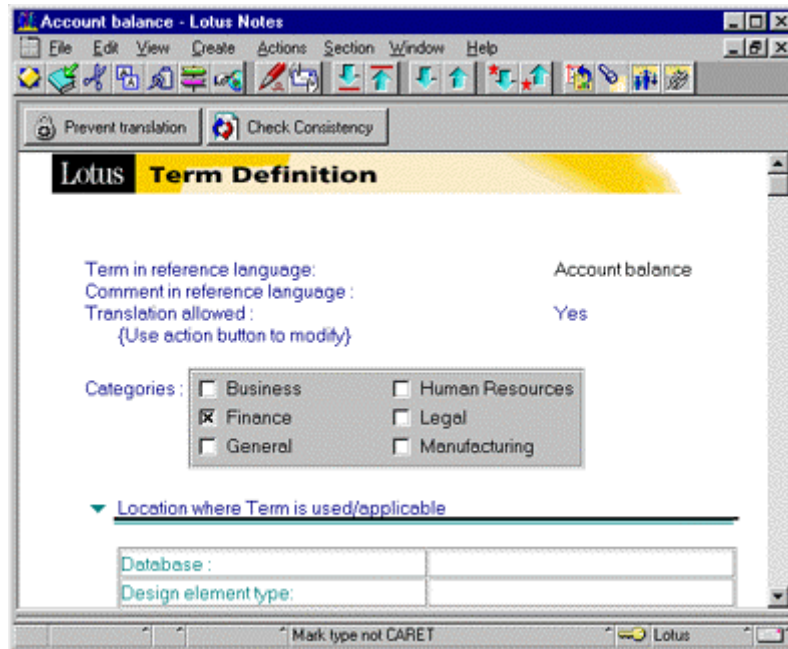 Account balance - Lotus Notes
File Edit View Create Actions Section Window Help
Prevent translation Check Consistency
Lotus Term Definition
Term in reference language: Account balance
Comment in reference language :
Translation allowed : Yes
{Use action button to modify}
Categories : Business Human Resources
Finance Legal
General Manufacturing
Location where Term is used/applicable
Database :
Design element type:
Mark type not CARET Lotus